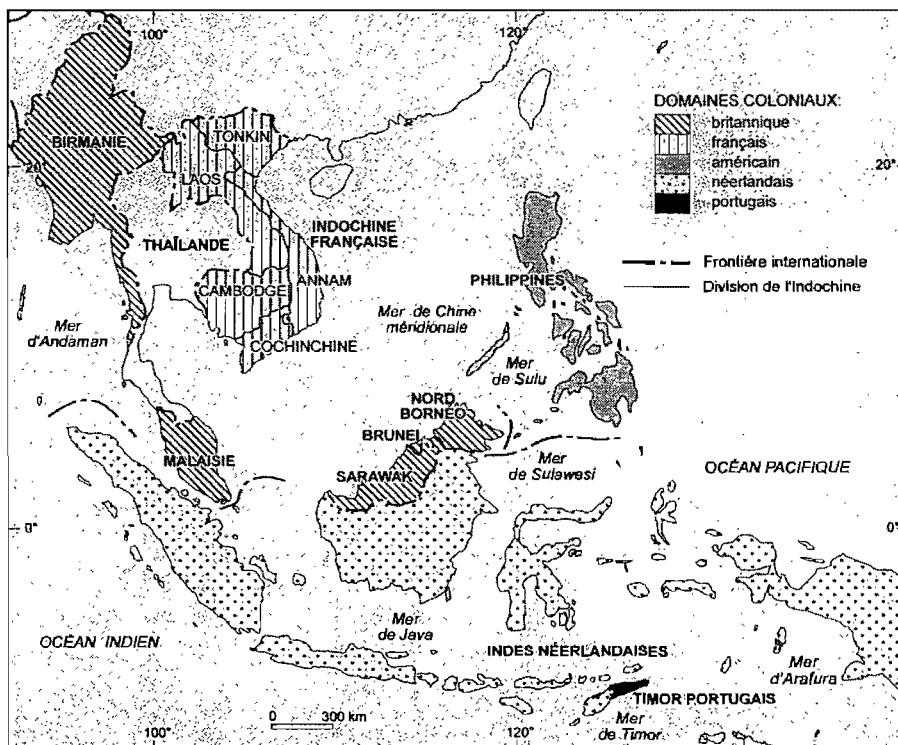 100°
120°
DOMAINES COLONIAUX:
britannique
français
américain
néerlandais
portugais
Frontière internationale
Division de l'Indochine
BIRMANIE
TONKIN
20°
20°
LAOS
THAÏLANDE
INDOCHINE
FRANÇAISE
CAMBODGE
ANNAM
PHILIPPINES
Mer
d'Andaman
Mer de Chine
méridionale
COCHINCHINE
Mer
de Sulu
NORD
BORNÉO
BRUNEI
MALAISIE
SARAWAK
Mer
de Sulawesi
OCÉAN PACIFIQUE
0°
0°
OCÉAN INDIEN
Mer
de Java
INDES NÉERLANDAISES
Mer
d'Arafura
TIMOR PORTUGAIS
Mer
de Timor
0 300 km
100°
120°